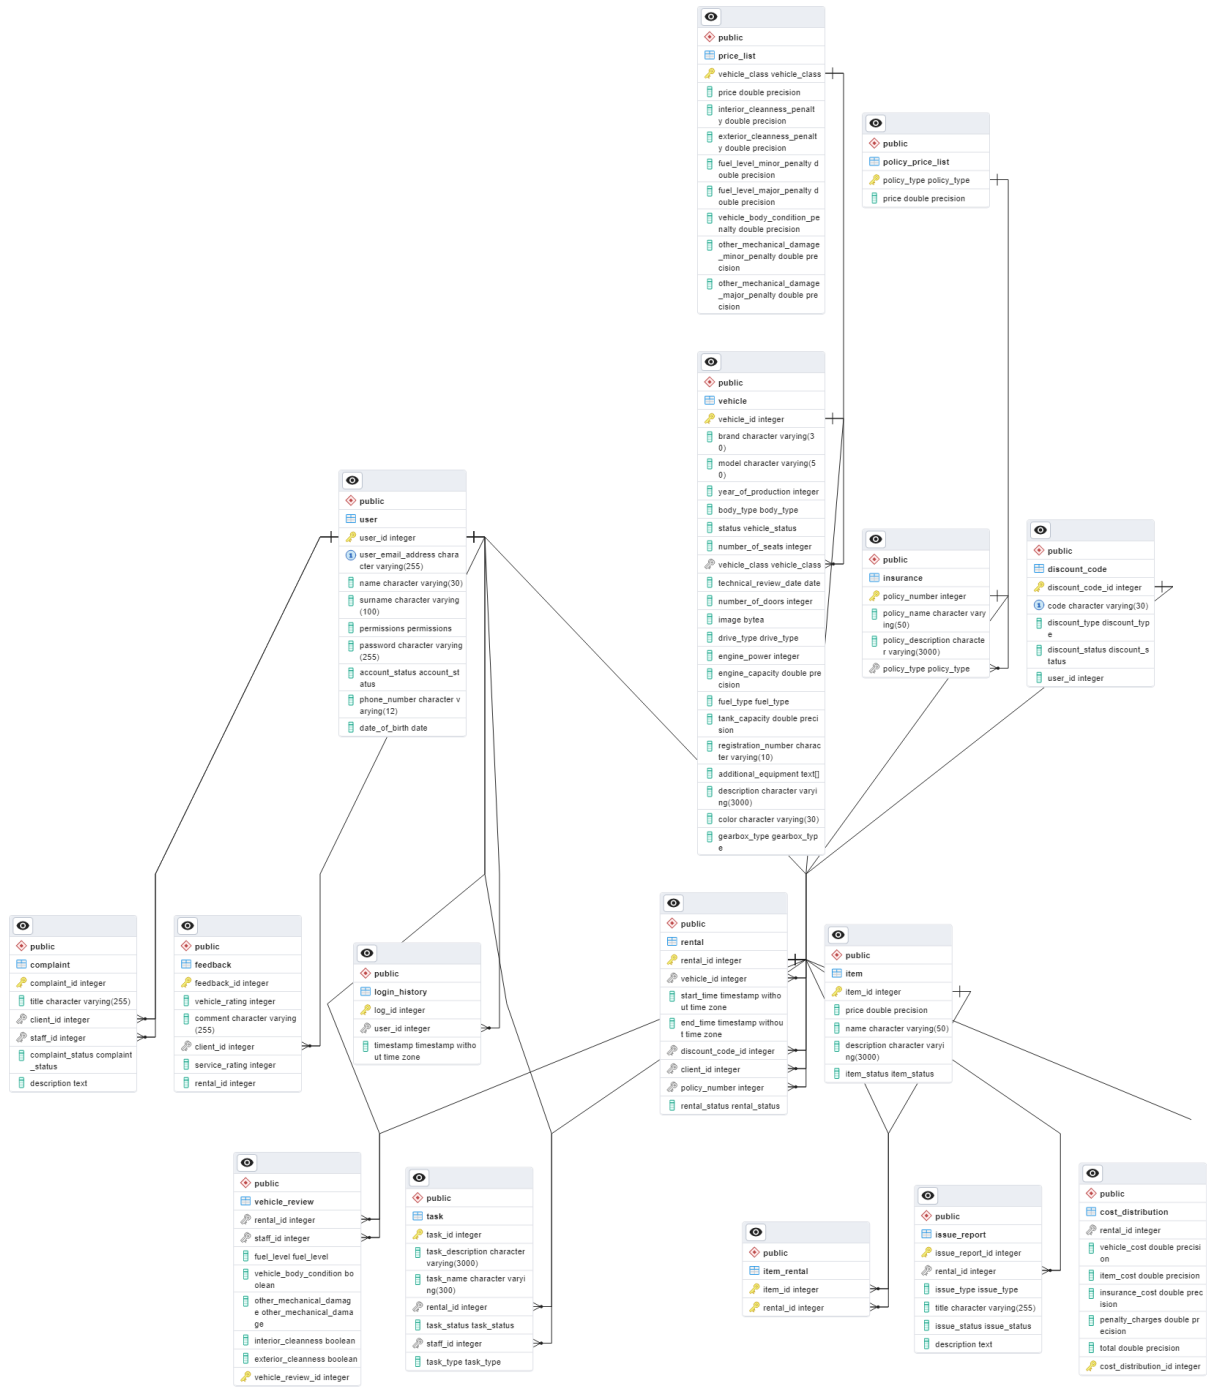 public
price_list
vehicle_class vehicle_class
price double precision
interior_cleanness_penalt
y double precision
exterior_cleanness_penalt
y double precision
fuel_level_minor_penalty d
ouble precision
fuel_level_major_penalty d
ouble precision
vehicle_body_condition_pe
nalty double precision
other_mechanical_damage
_minor_penalty double pre
cision
other_mechanical_damage
_major_penalty double pre
cision
public
policy_price_list
policy_type policy_type
price double precision
public
vehicle
vehicle_id integer
brand character varying(3
0)
model character varying(5
0)
year_of_production integer
body_type body_type
status vehicle_status
number_of_seats integer
vehicle_class vehicle_class
technical_review_date date
number_of_doors integer
image bytea
drive_type drive_type
engine_power integer
engine_capacity double pre
cision
fuel_type fuel_type
tank_capacity double preci
sion
registration_number charac
ter varying(10)
additional_equipment text[]
description character varyi
ng(3000)
color character varying(30)
gearbox_type gearbox_typ
e
public
user
user_id integer
user_email_address chara
cter varying(255)
name character varying(30)
surname character varying
(100)
permissions permissions
password character varying
(255)
account_status account_st
atus
phone_number character v
arying(12)
date_of_birth date
public
insurance
policy_number integer
policy_name character vary
ing(50)
policy_description characte
r varying(3000)
policy_type policy_type
public
discount_code
discount_code_id integer
code character varying(30)
discount_type discount_typ
e
discount_status discount_s
tatus
user_id integer
public
complaint
complaint_id integer
title character varying(255)
client_id integer
staff_id integer
complaint_status complaint
_status
description text
public
feedback
feedback_id integer
vehicle_rating integer
comment character varying
(255)
client_id integer
service_rating integer
rental_id integer
public
login_history
log_id integer
user_id integer
timestamp timestamp witho
ut time zone
public
rental
rental_id integer
vehicle_id integer
start_time timestamp witho
ut time zone
end_time timestamp withou
t time zone
discount_code_id integer
client_id integer
policy_number integer
rental_status rental_status
public
item
item_id integer
price double precision
name character varying(50)
description character varyi
ng(3000)
item_status item_status
public
vehicle_review
rental_id integer
staff_id integer
fuel_level fuel_level
vehicle_body_condition bo
olean
other_mechanical_damag
e other_mechanical_dama
ge
interior_cleanness boolean
exterior_cleanness boolean
vehicle_review_id integer
public
task
task_id integer
task_description character
varying(3000)
task_name character varyi
ng(300)
rental_id integer
task_status task_status
staff_id integer
task_type task_type
public
item_rental
item_id integer
rental_id integer
public
issue_report
issue_report_id integer
rental_id integer
issue_type issue_type
title character varying(255)
issue_status issue_status
description text
public
cost_distribution
rental_id integer
vehicle_cost double precisi
on
item_cost double precision
insurance_cost double prec
ision
penalty_charges double pr
ecision
total double precision
cost_distribution_id integer